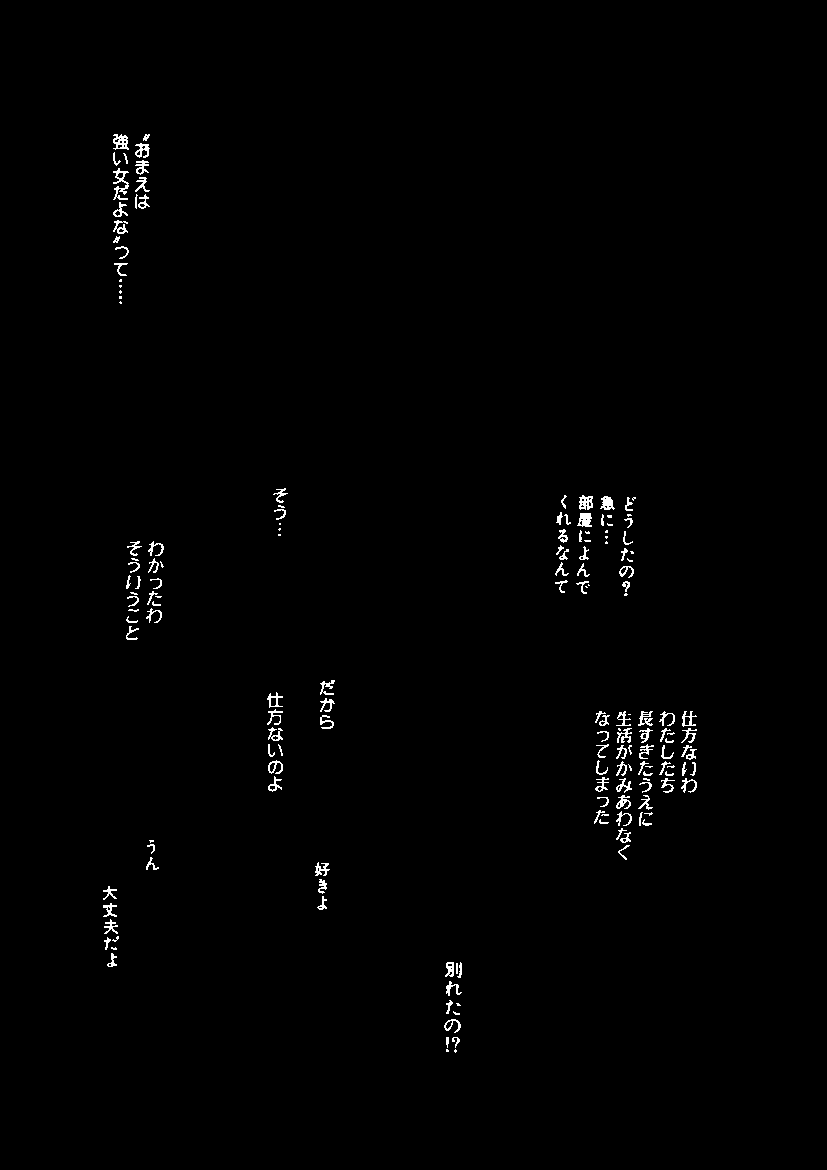 〝おまえは
強い女だよな〟って……
どうしたの？
急に…
部屋によんで
くれるなんて
そう…
わかったわ
そういうこと
仕方ないわ
わたしたち
長すぎたうえに
生活がかみあわなく
なってしまった
だから
仕方ないのよ
好きよ
うん
大丈夫だよ
別れたの!?